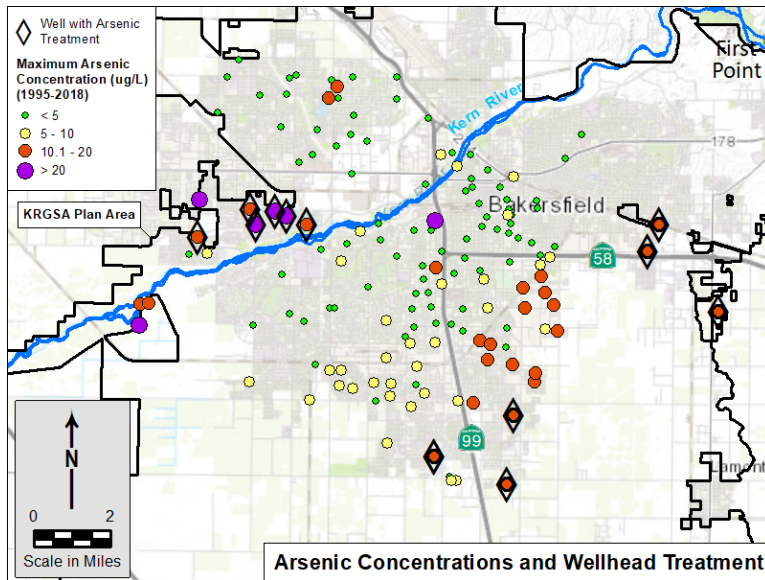 Well with Arsenic
Treatment
Maximum Arsenic
Concentration (ug/L)
(1995-2018)
< 5
5 - 10
10.1 - 20
> 20
First
Point
Kern River
178
KRGSA Plan Area
Bakersfield
58
99
Lamont
N
0 2
Scale in Miles
Arsenic Concentrations and Wellhead Treatment